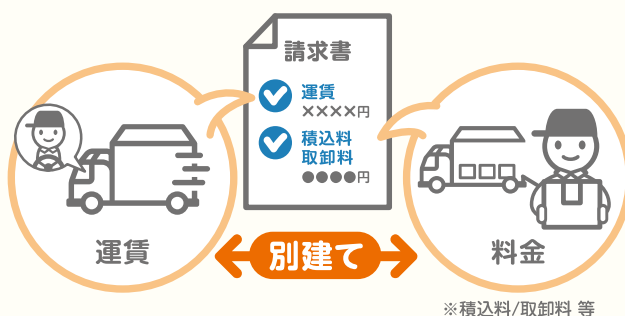 請求書
運賃
××××円
積込料
取卸料
●●●●円
運賃
別建て
料金
※積込料/取卸料 等